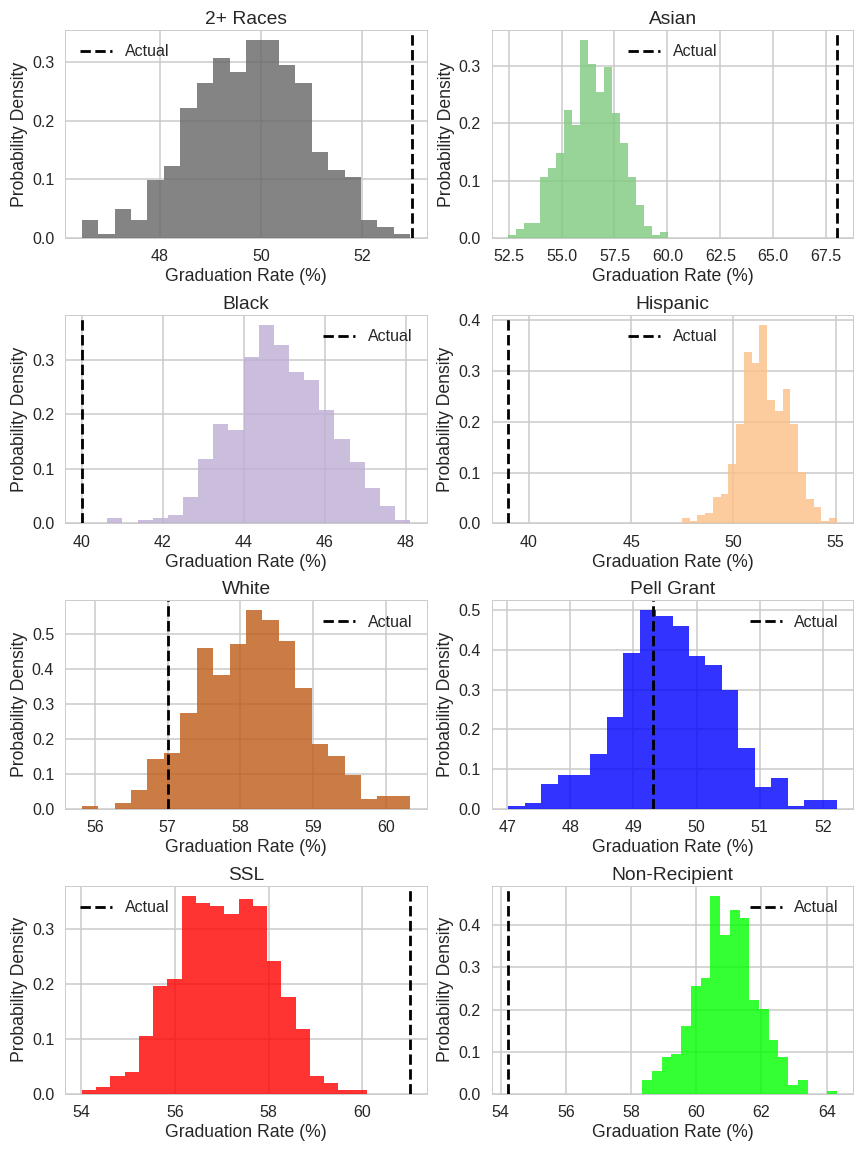 2+ Races
Probability Density
0.3
0.2
0.1
0.0
Actual
48
50
52
Graduation Rate (%)
Asian
Probability Density
0.3
0.2
0.1
0.0
Actual
52.5
55.0
57.5
60.0
62.5
65.0
67.5
Graduation Rate (%)
Black
Probability Density
0.3
0.2
0.1
0.0
Actual
40
42
44
46
48
Graduation Rate (%)
Hispanic
Probability Density
0.4
0.3
0.2
0.1
0.0
Actual
40
45
50
55
Graduation Rate (%)
White
Probability Density
0.5
0.4
0.3
0.2
0.1
0.0
Actual
56
57
58
59
60
Graduation Rate (%)
Pell Grant
Probability Density
0.5
0.4
0.3
0.2
0.1
0.0
Actual
47
48
49
50
51
52
Graduation Rate (%)
SSL
Probability Density
0.3
0.2
0.1
0.0
Actual
54
56
58
60
Graduation Rate (%)
Non-Recipient
Probability Density
0.4
0.3
0.2
0.1
0.0
Actual
54
56
58
60
62
64
Graduation Rate (%)